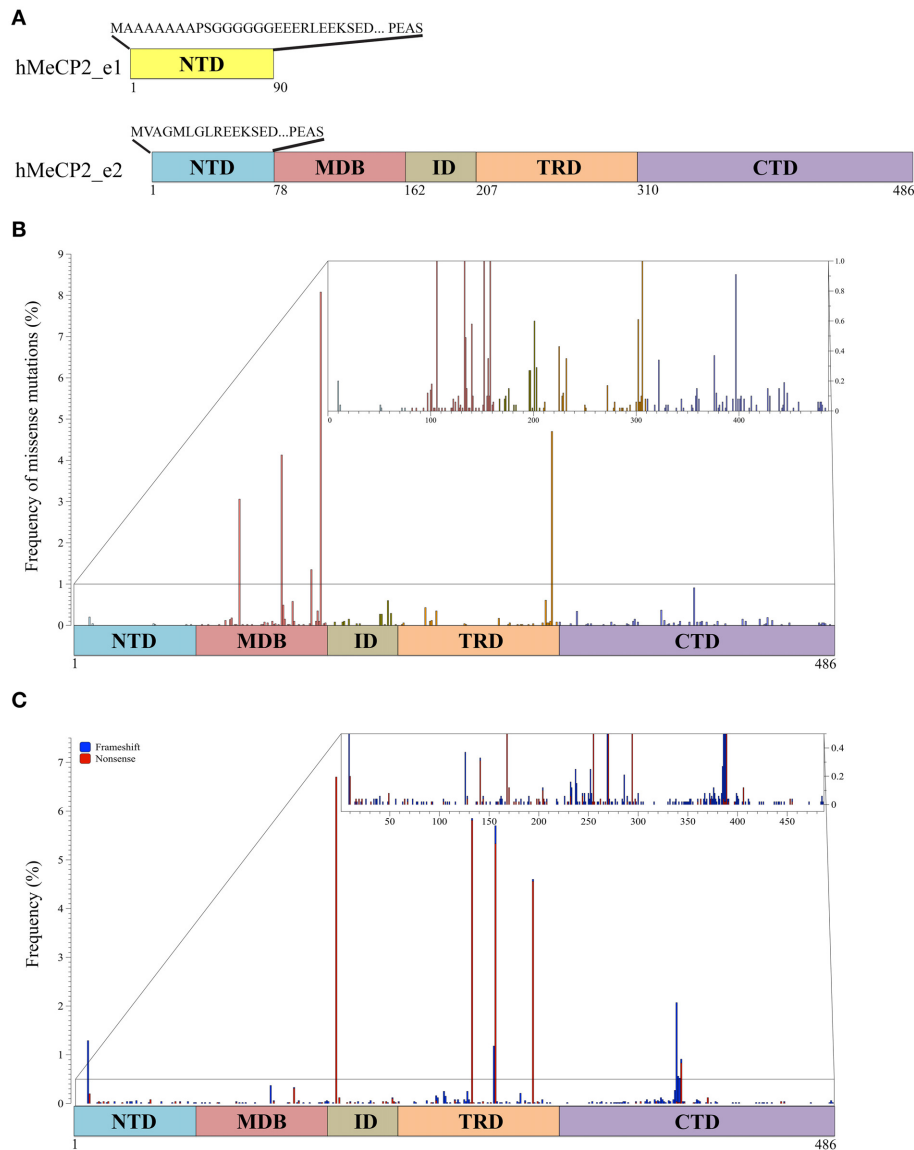 A
MAAAAAAAPSGGGGGGEEERLEEKSED... PEAS
hMeCP2_e1
NTD
1 90
MVAGMLGLREEKSED...PEAS
hMeCP2_e2
NTD MDB ID TRD CTD
1 78 162 207 310 486
B
Frequency of missense mutations (%)
9
8
7
6
5
4
3
2
1
0
1.0
0.8
0.6
0.4
0.2
0
0 100 200 300 400
NTD MDB ID TRD CTD
1 486
C
Frameshift
Nonsense
Frequency (%)
7
6
5
4
3
2
1
0
0.4
0.2
0
50 100 150 200 250 300 350 400 450
NTD MDB ID TRD CTD
1 486